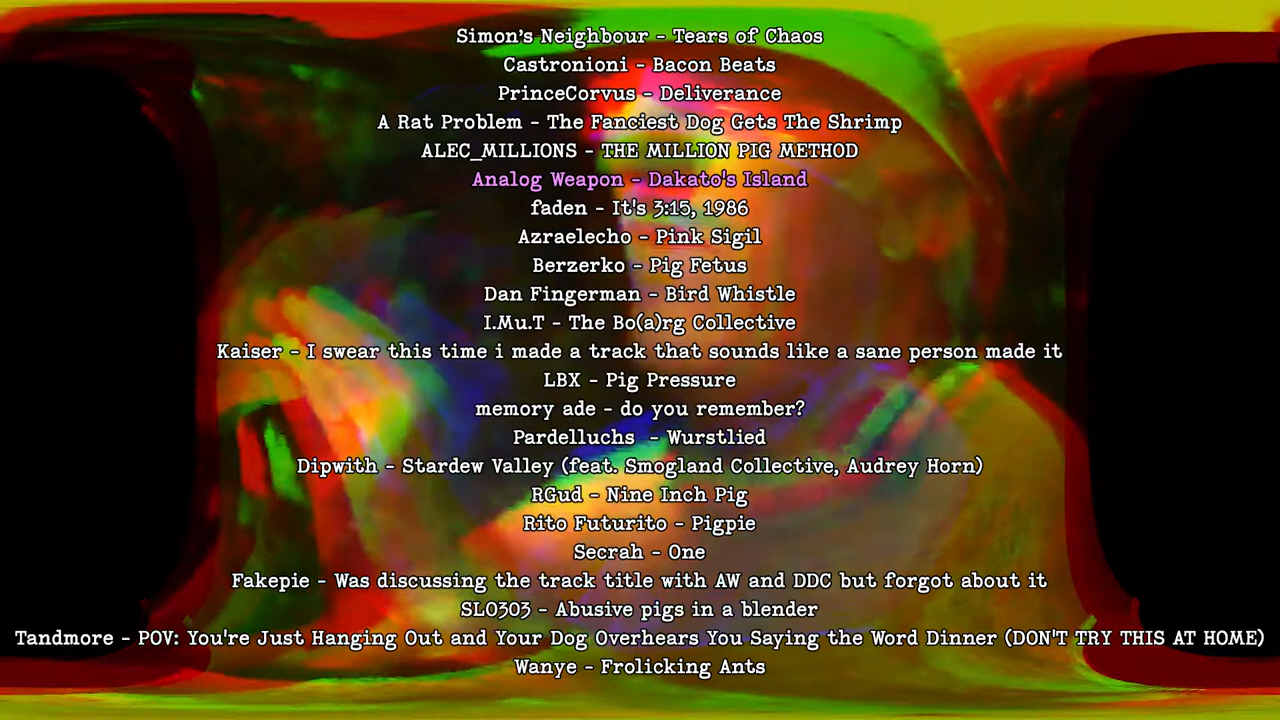 Simon's Neighbour - Tears of Chaos
Castronioni - Bacon Beats
PrinceCorvus - Deliverance
A Rat Problem - The Fanciest Dog Gets The Shrimp
ALEC_MILLIONS - THE MILLION PIG METHOD
Analog Weapon - Dakato's Island
faden - It's 3:15, 1986
Azraelecho - Pink Sigil
Berzerko - Pig Fetus
Dan Fingerman - Bird Whistle
I.Mu.T - The Bo(a)rg Collective
Kaiser - I swear this time i made a track that sounds like a sane person made it
LBX - Pig Pressure
memory ade - do you remember?
Pardelluchs - Wurstlied
Dipwith - Stardew Valley (feat. Smogland Collective, Audrey Horn)
RGud - Nine Inch Pig
Rito Futurito - Pigpie
Secrah - One
Fakepie - Was discussing the track title with AW and DDC but forgot about it
SLO303 - Abusive pigs in a blender
Tandmore - POV: You're Just Hanging Out and Your Dog Overhears You Saying the Word Dinner (DON'T TRY THIS AT HOME)
Wanye - Frolicking Ants